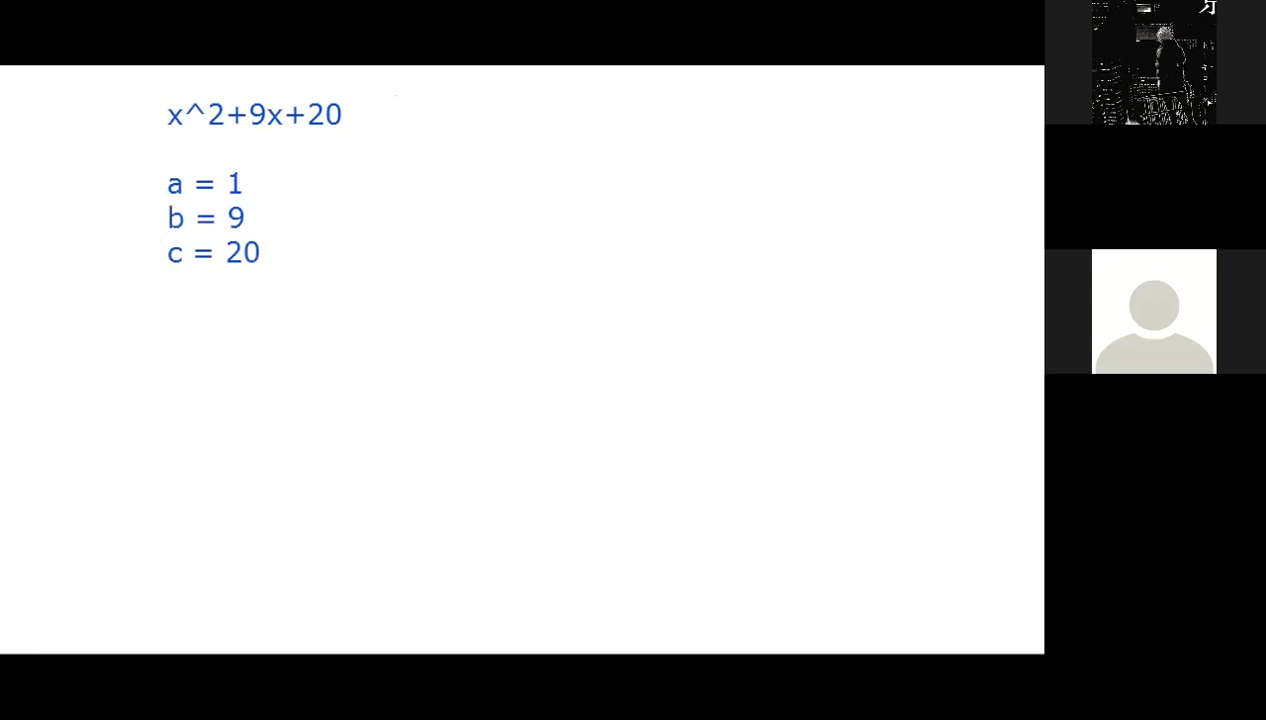 x^2+9x+20
a = 1
b = 9
c = 20